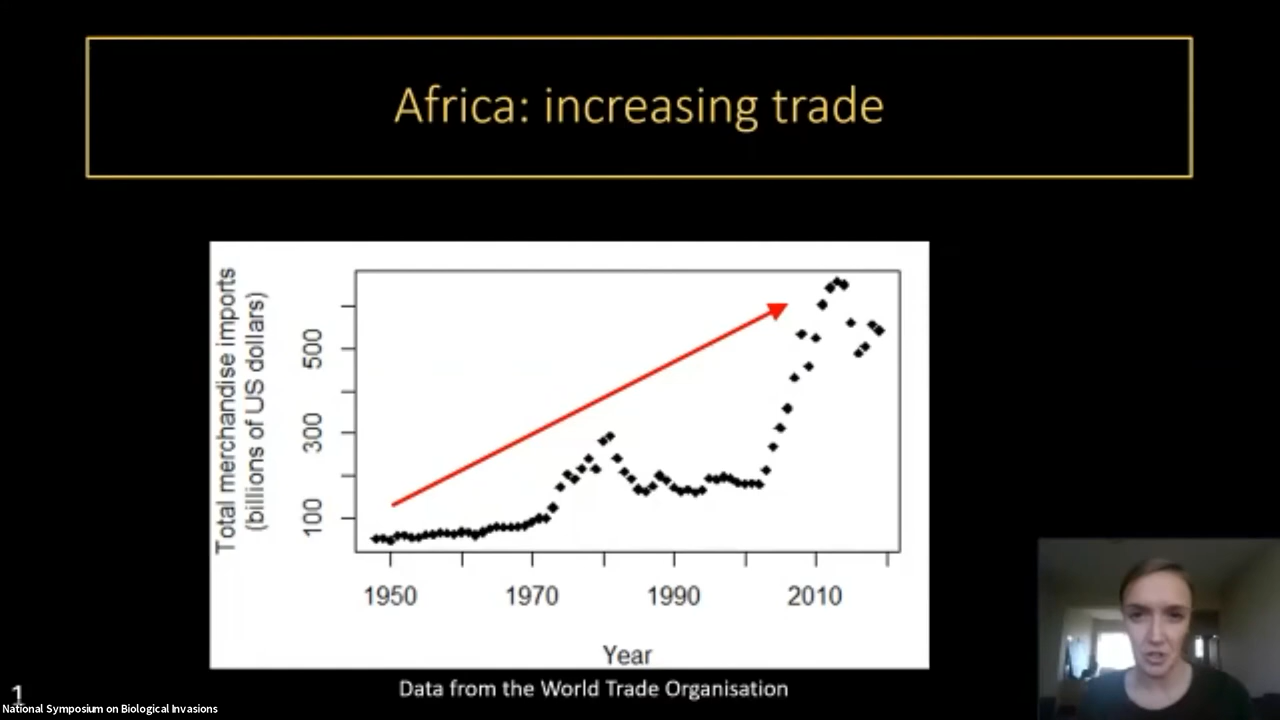 Africa: increasing trade
Total merchandise imports
(billions of US dollars)
500
300
100
1950 1970 1990 2010
Year
Data from the World Trade Organisation
1
National Symposium on Biological Invasions